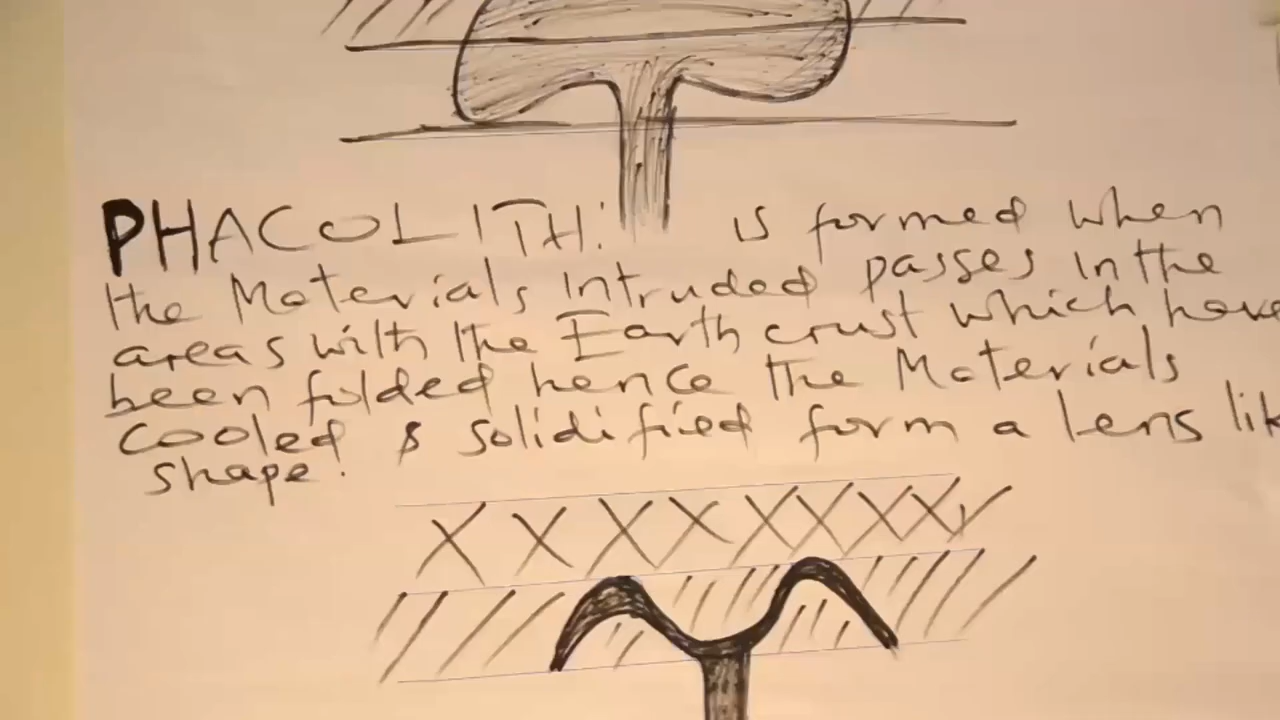 PHACOLITH: is formed when
the Materials intruded passes in the
areas with the Earth crust which have
been folded hence the Materials
cooled & solidified form a lens lik
shape.